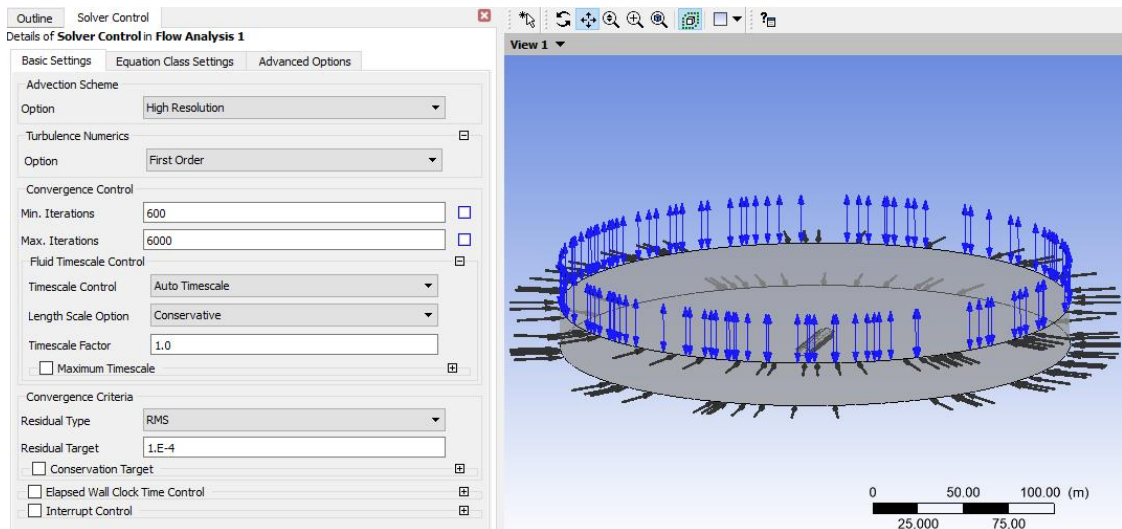 Outline Solver Control
Details of Solver Control in Flow Analysis 1
Basic Settings Equation Class Settings Advanced Options
Advection Scheme
Option High Resolution
Turbulence Numerics
Option First Order
Convergence Control
Min. Iterations 600
Max. Iterations 6000
Fluid Timescale Control
Timescale Control Auto Timescale
Length Scale Option Conservative
Timescale Factor 1.0
Maximum Timescale
Convergence Criteria
Residual Type RMS
Residual Target 1.E-4
Conservation Target
Elapsed Wall Clock Time Control
Interrupt Control
View 1
0 50.00 100.00 (m)
25.000 75.00